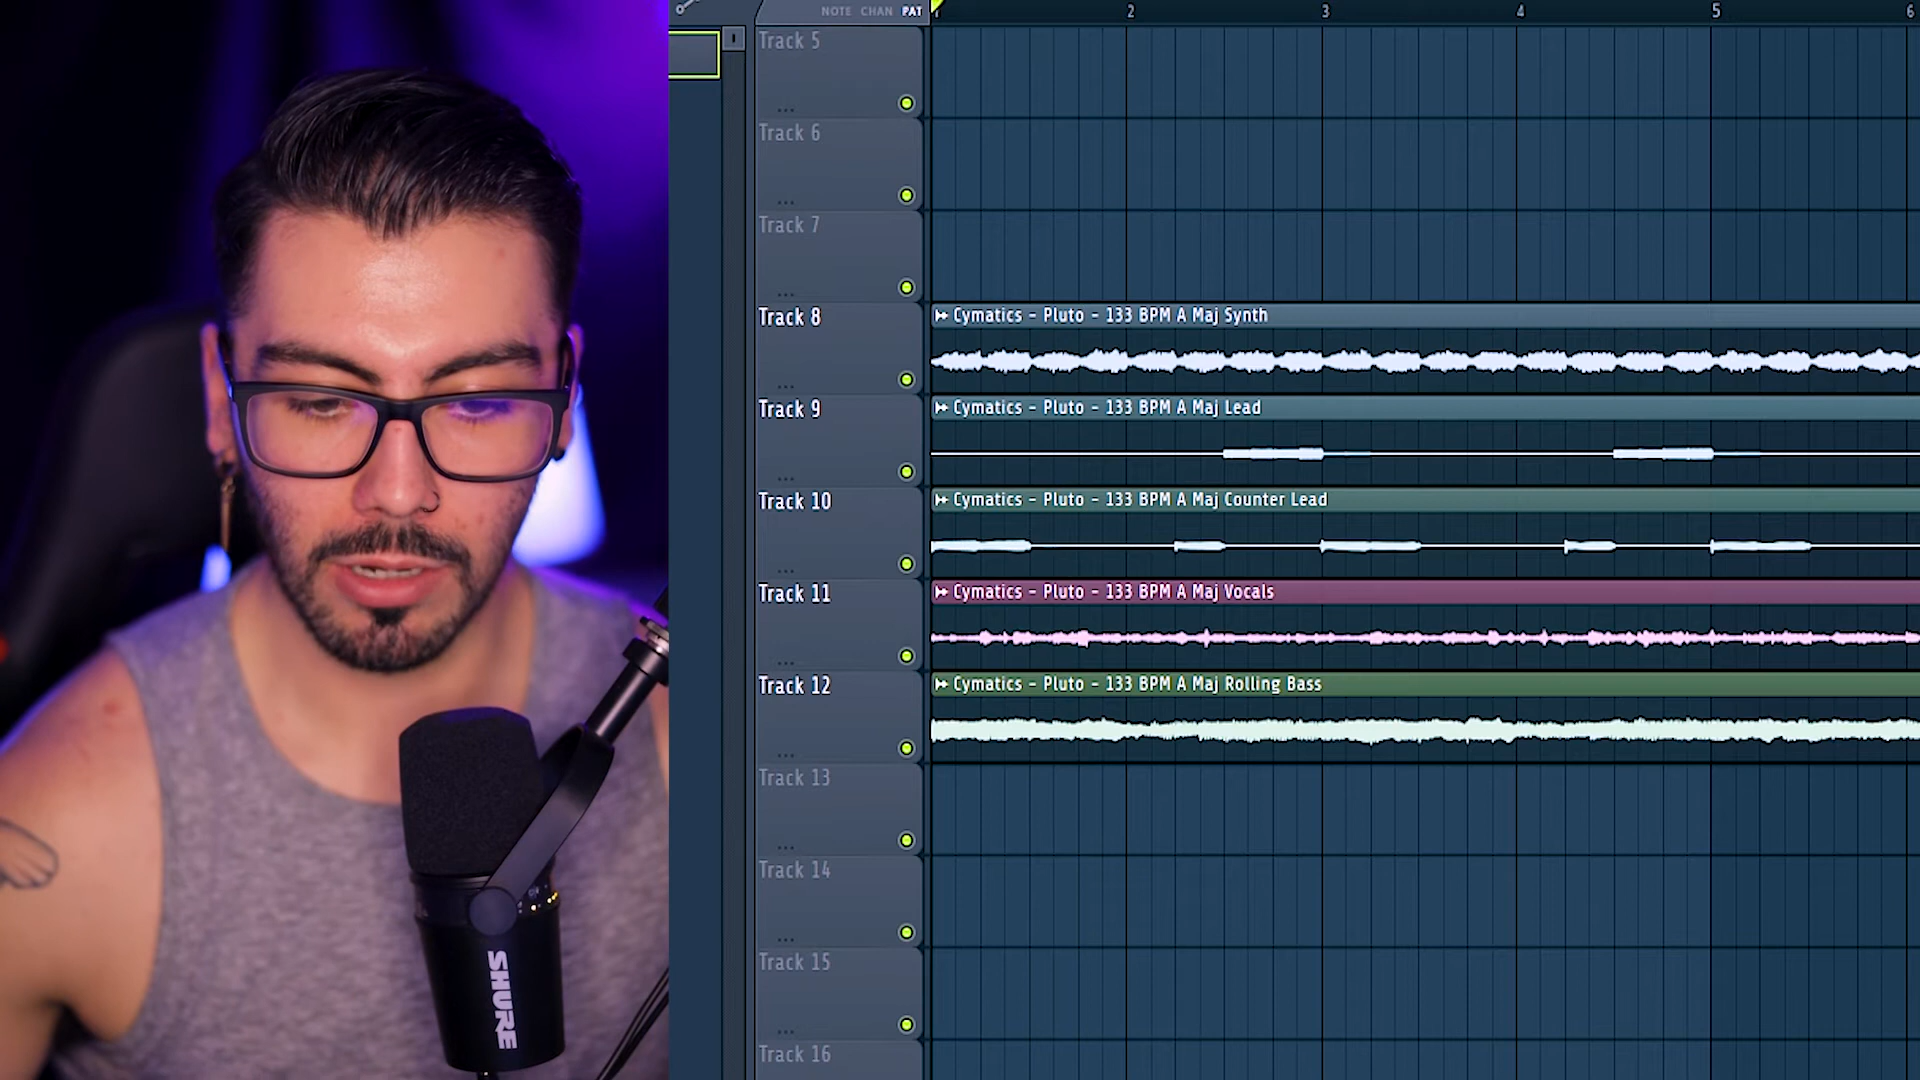 NOTE CHAN PAT
1 2 3 4 5 6
Track 5
Track 6
Track 7
Track 8
Cymatics - Pluto - 133 BPM A Maj Synth
Track 9
Cymatics - Pluto - 133 BPM A Maj Lead
Track 10
Cymatics - Pluto - 133 BPM A Maj Counter Lead
Track 11
Cymatics - Pluto - 133 BPM A Maj Vocals
Track 12
Cymatics - Pluto - 133 BPM A Maj Rolling Bass
Track 13
Track 14
Track 15
Track 16
SHURE